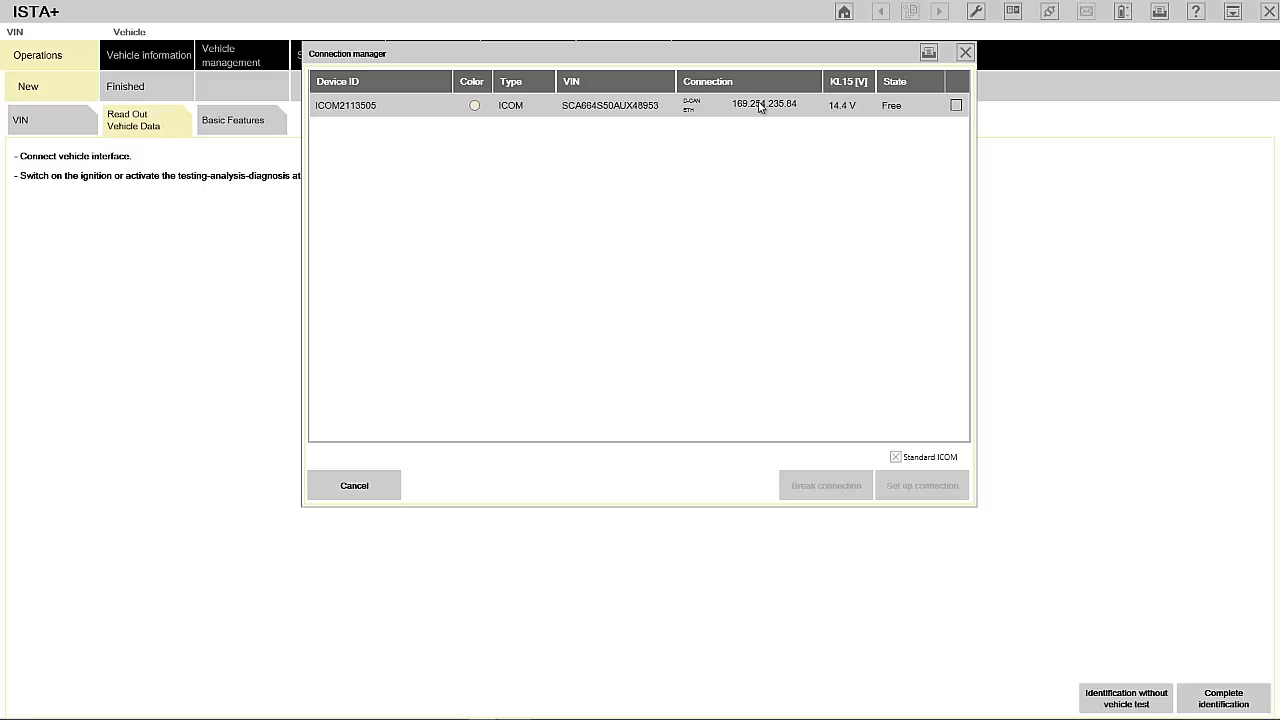 ISTA+
VIN Vehicle
Operations Vehicle information Vehicle management S
New Finished
VIN Read Out Vehicle Data Basic Features
- Connect vehicle interface.
- Switch on the ignition or activate the testing-analysis-diagnosis at
Connection manager
Device ID Color Type VIN Connection KL15 [V] State
ICOM2113505 ICOM SCA664S50AUX48953 D-CAN ETH 169.254.235.84 14.4 V Free
Standard ICOM
Cancel Break connection Set up connection
Identification without vehicle test Complete identification